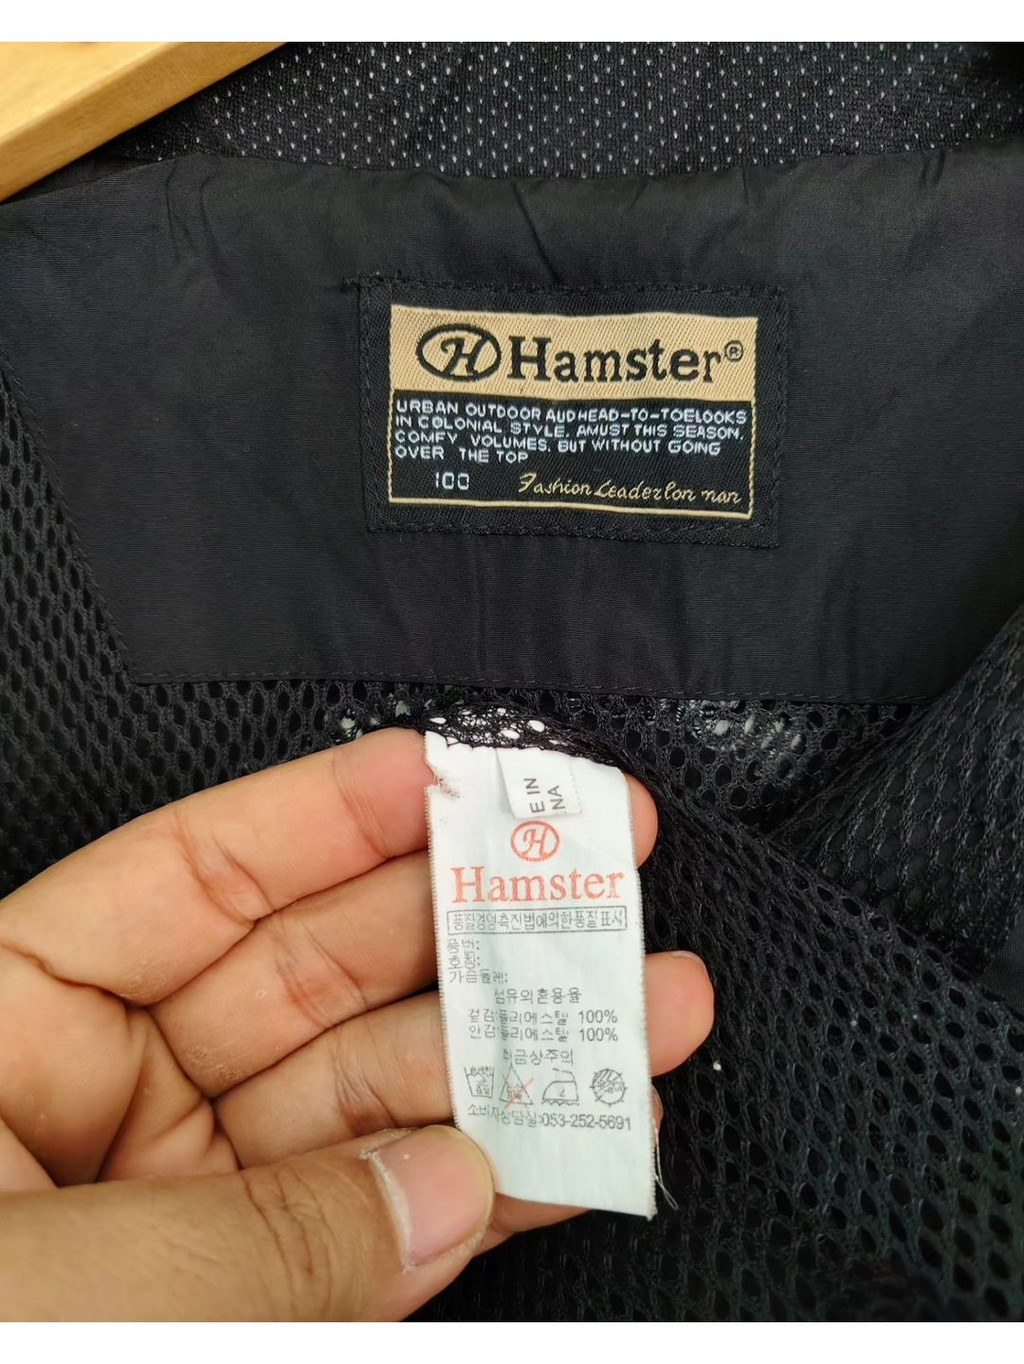 H Hamster®
URBAN OUTDOOR AUDHEAD-TO-TOELOOKS
IN COLONIAL STYLE. AMUST THIS SEASON,
COMFY VOLUMES, BUT WITHOUT GOING
OVER THE TOP
100 Fashion Leaderlon nan
E IN
NA
H
Hamster
품질경영촉진법에의한품질표시
품번:
호칭:
가슴둘레:
섬유의혼용율
겉감:폴리에스텔 100%
안감:폴리에스텔 100%
취급상주의
소비자상담실:053-252-5691